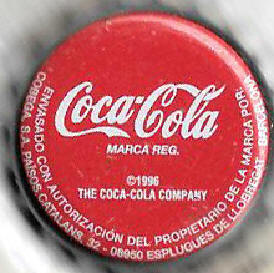 Coca-Cola
MARCA REG.
©1996
THE COCA-COLA COMPANY
ENVASADO CON AUTORIZACIÓN DEL PROPIETARIO DE LA MARCA POR:
COBEGA, S.A. PAÏSOS CATALANS, 32 - 08950 ESPLUGUES DE LLOBREGAT - BARCELONA